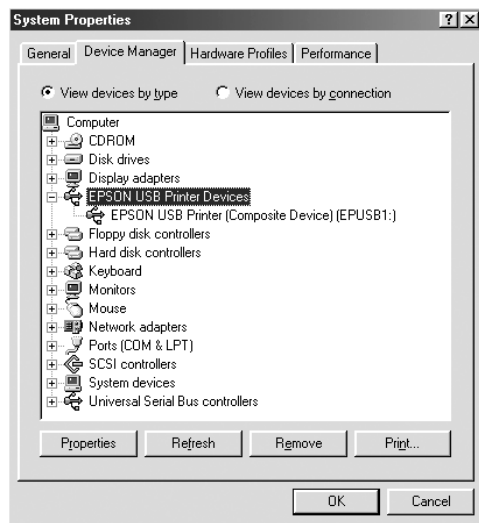 System Properties
General Device Manager Hardware Profiles Performance
View devices by type View devices by connection
Computer
CDROM
Disk drives
Display adapters
EPSON USB Printer Devices
EPSON USB Printer (Composite Device) (EPUSB1:)
Floppy disk controllers
Hard disk controllers
Keyboard
Monitors
Mouse
Network adapters
Ports (COM & LPT)
SCSI controllers
System devices
Universal Serial Bus controllers
Properties Refresh Remove Print...
OK Cancel